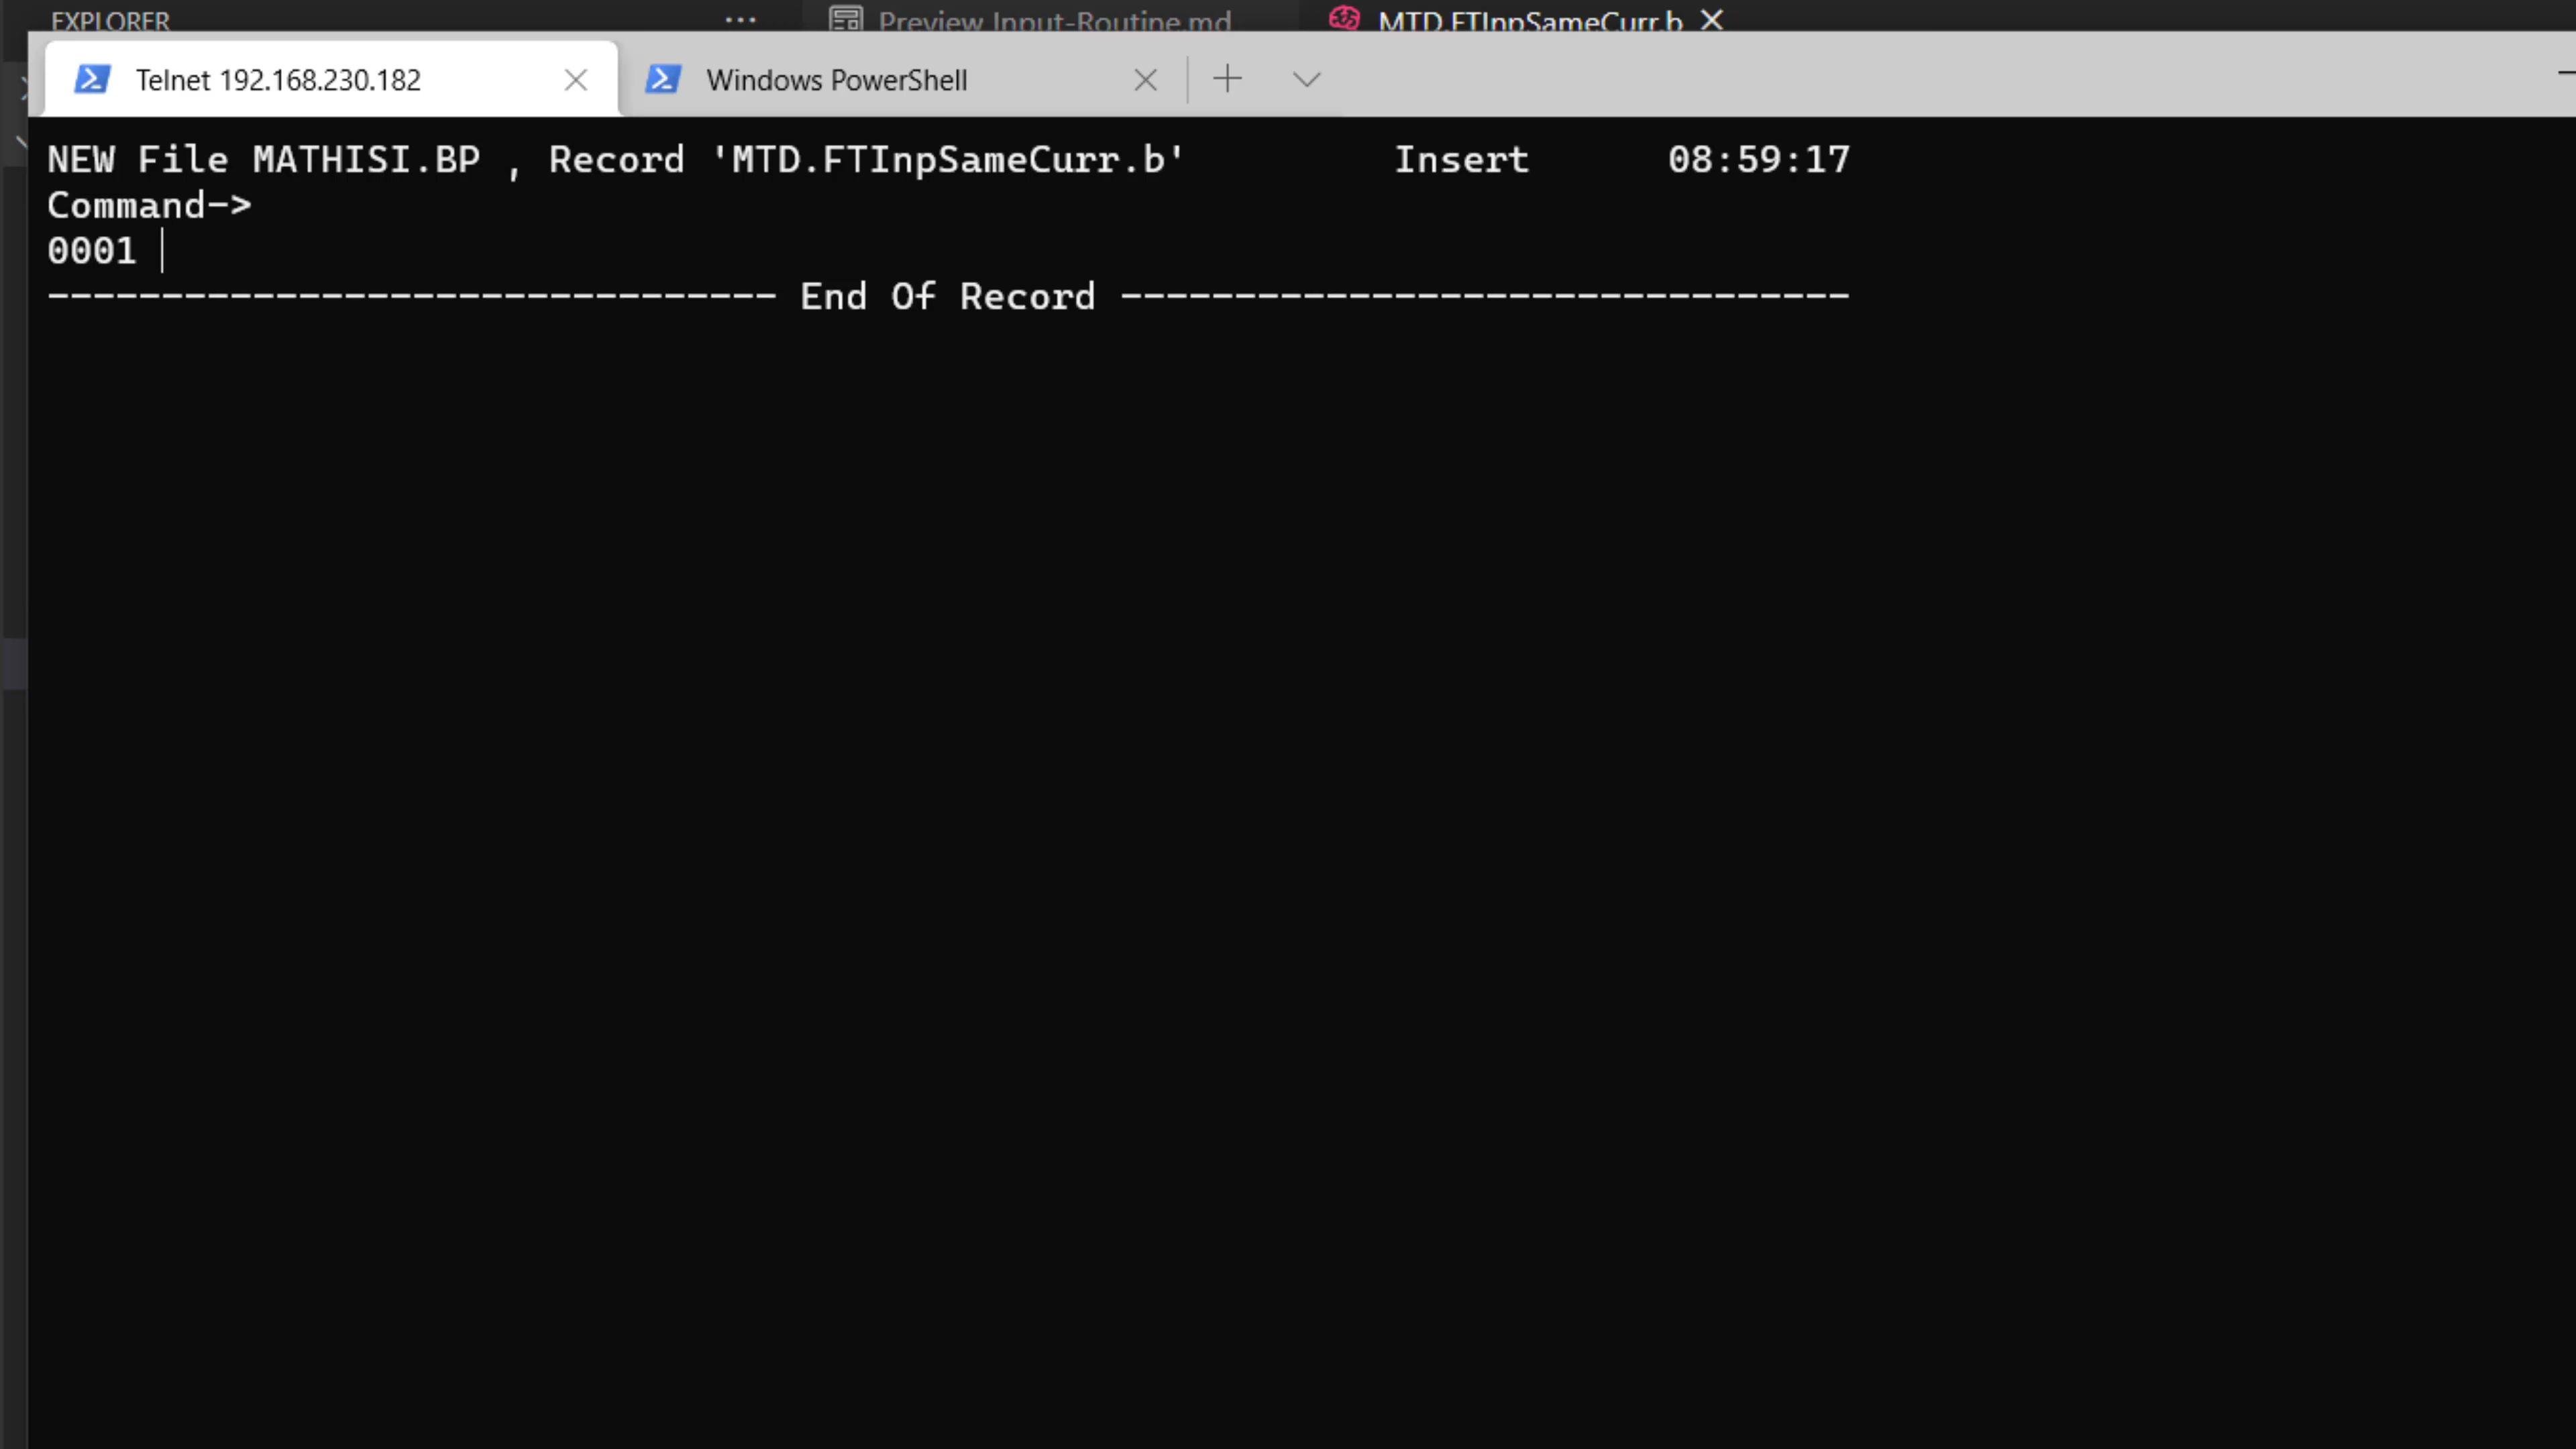 EXPLORER ··· Preview Input-Routine.md MTD.FTInpSameCurr.b
Telnet 192.168.230.182 Windows PowerShell
NEW File MATHISI.BP , Record 'MTD.FTInpSameCurr.b' Insert 08:59:17
Command->
0001
-------------------------------- End Of Record --------------------------------